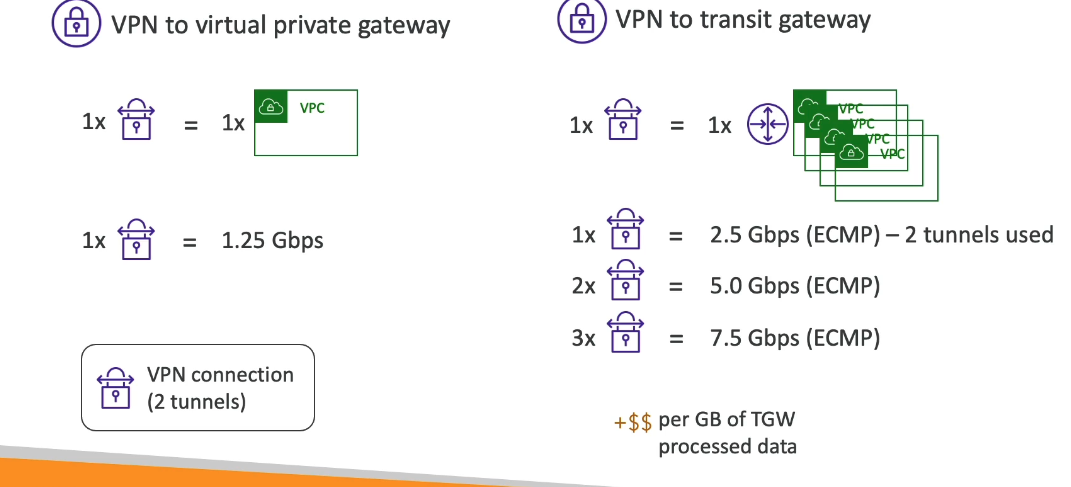 VPN to virtual private gateway
1x = 1x VPC
1x = 1.25 Gbps
VPN connection
(2 tunnels)
VPN to transit gateway
1x = 1x VPC
VPC
VPC
VPC
1x = 2.5 Gbps (ECMP) – 2 tunnels used
2x = 5.0 Gbps (ECMP)
3x = 7.5 Gbps (ECMP)
+$$ per GB of TGW
processed data